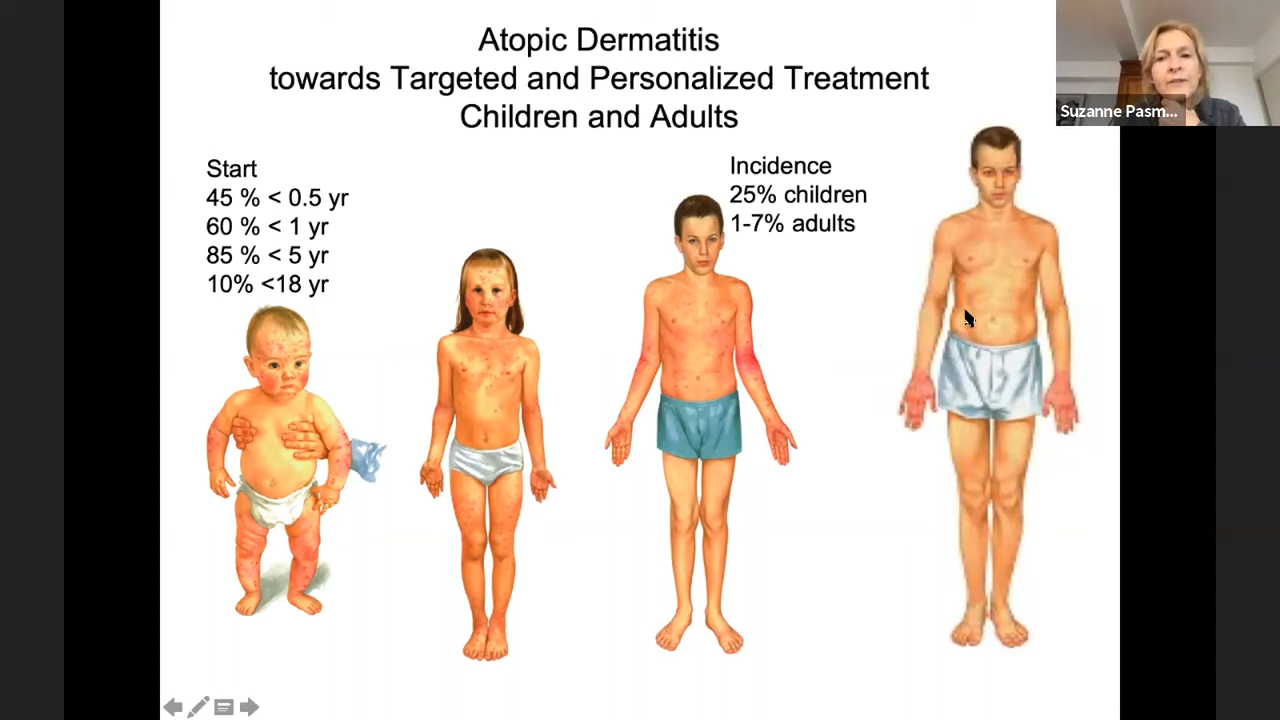 Atopic Dermatitis
towards Targeted and Personalized Treatment
Children and Adults
Suzanne Pasm...
Start
45 % < 0.5 yr
60 % < 1 yr
85 % < 5 yr
10% <18 yr
Incidence
25% children
1-7% adults